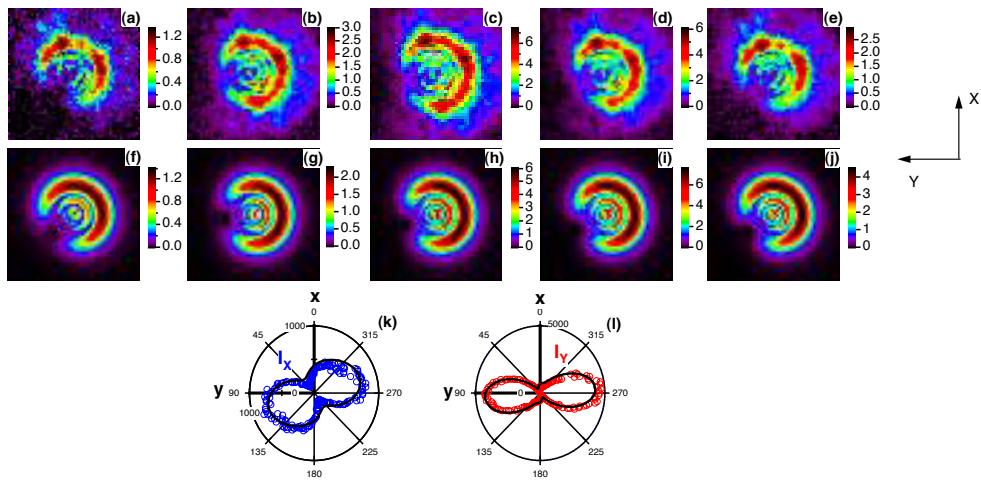 (a) (b) (c) (d) (e)
1.2 0.8 0.4 0.0
3.0 2.5 2.0 1.5 1.0 0.5 0.0
6 4 2 0
6 4 2 0
2.5 2.0 1.5 1.0 0.5 0.0
X
Y
(f) (g) (h) (i) (j)
1.2 0.8 0.4 0.0
2.0 1.5 1.0 0.5 0.0
6 5 4 3 2 1 0
6 4 2 0
4 3 2 1 0
x
0
1000
(k)
45 315
I_X
y 90 0 270
1000
135 225
180
x
0
5000
(l)
45 315
I_Y
y 90 0 270
135 225
180